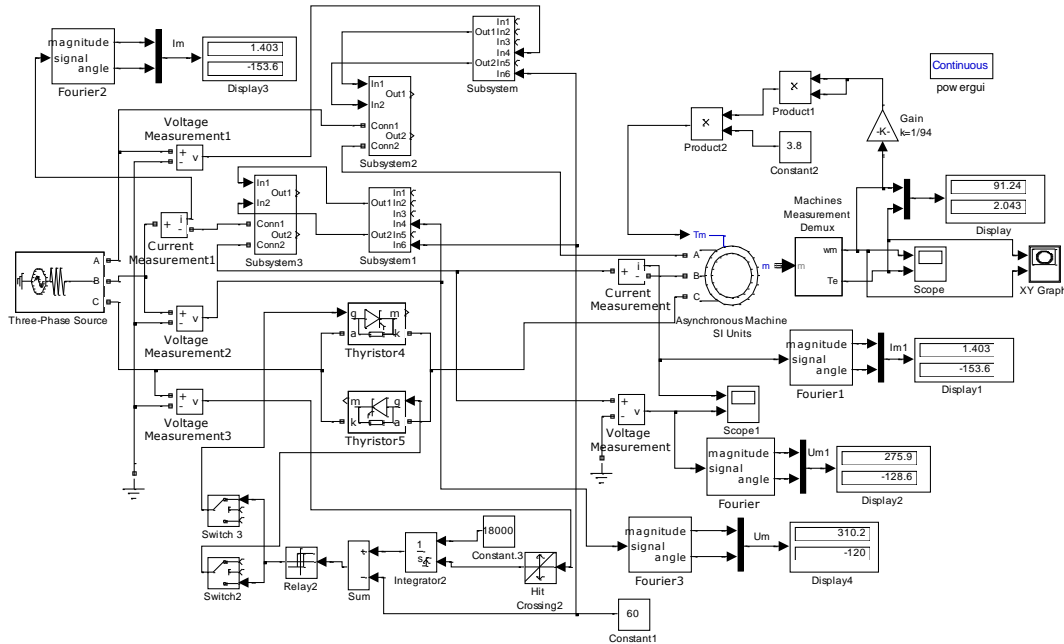 magnitude
signal
angle
Fourier2
Im
1.403
-153.6
Display3
In1
Out1 In2
In3
In4
Out2 In5
In6
Subsystem
In1
Out1
In2
Conn1
Out2
Conn2
Subsystem2
Voltage
Measurement1
+
-
v
In1
Out1
In2
Conn1
Out2
Conn2
Subsystem3
In1
Out1 In2
In3
In4
Out2 In5
In6
Subsystem1
+
i
-
Current
Measurement1
A
B
C
Three-Phase Source
+
-
v
Voltage
Measurement2
g
m
a
k
Thyristor4
m
g
k
a
Thyristor5
+
-
v
Voltage
Measurement3
Switch 3
Switch2
Relay2
Sum
+
-
1
s
Integrator2
18000
Constant.3
Hit
Crossing2
60
Constant1
Continuous
powergui
×
Product1
×
Product2
3.8
Constant2
-K-
Gain
k=1/94
91.24
2.043
Display
Machines
Measurement
Demux
m
wm
Te
Scope
XY Graph
Tm
A
B
C
m
Asynchronous Machine
SI Units
+
i
-
Current
Measurement
magnitude
signal
angle
Fourier1
Im1
1.403
-153.6
Display1
+
-
v
Voltage
Measurement
Scope1
magnitude
signal
angle
Fourier
Um1
275.9
-128.6
Display2
magnitude
signal
angle
Fourier3
Um
310.2
-120
Display4